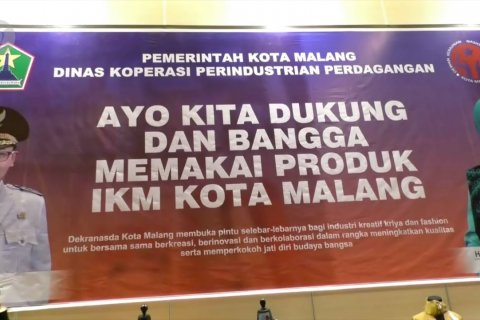 PEMERINTAH KOTA MALANG
DINAS KOPERASI PERINDUSTRIAN PERDAGANGAN
AYO KITA DUKUNG
DAN BANGGA
MEMAKAI PRODUK
IKM KOTA MALANG
Dekranasda Kota Malang membuka pintu selebar-lebarnya bagi industri kreatif kriya dan fashion
untuk bersama sama berkreasi, berinovasi dan berkolaborasi dalam rangka meningkatkan kualitas
serta memperkokoh jati diri budaya bangsa